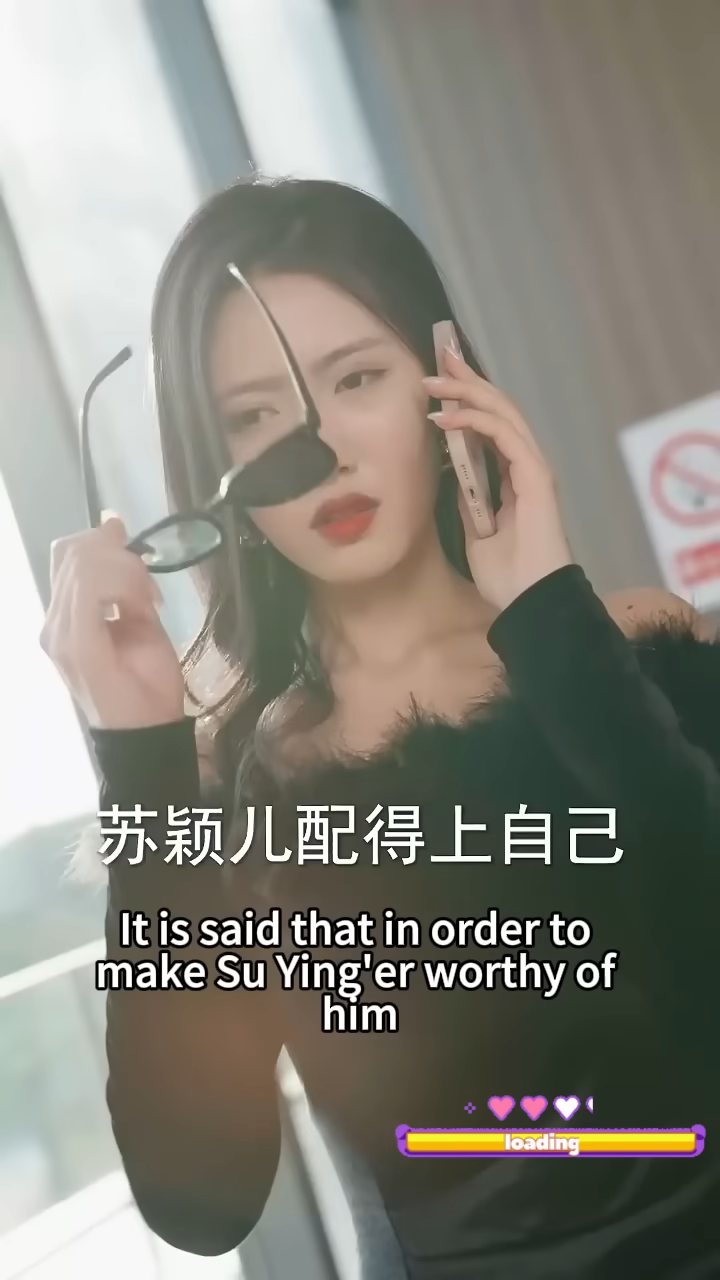 苏颖儿配得上自己
It is said that in order to
make Su Ying'er worthy of
him
loading